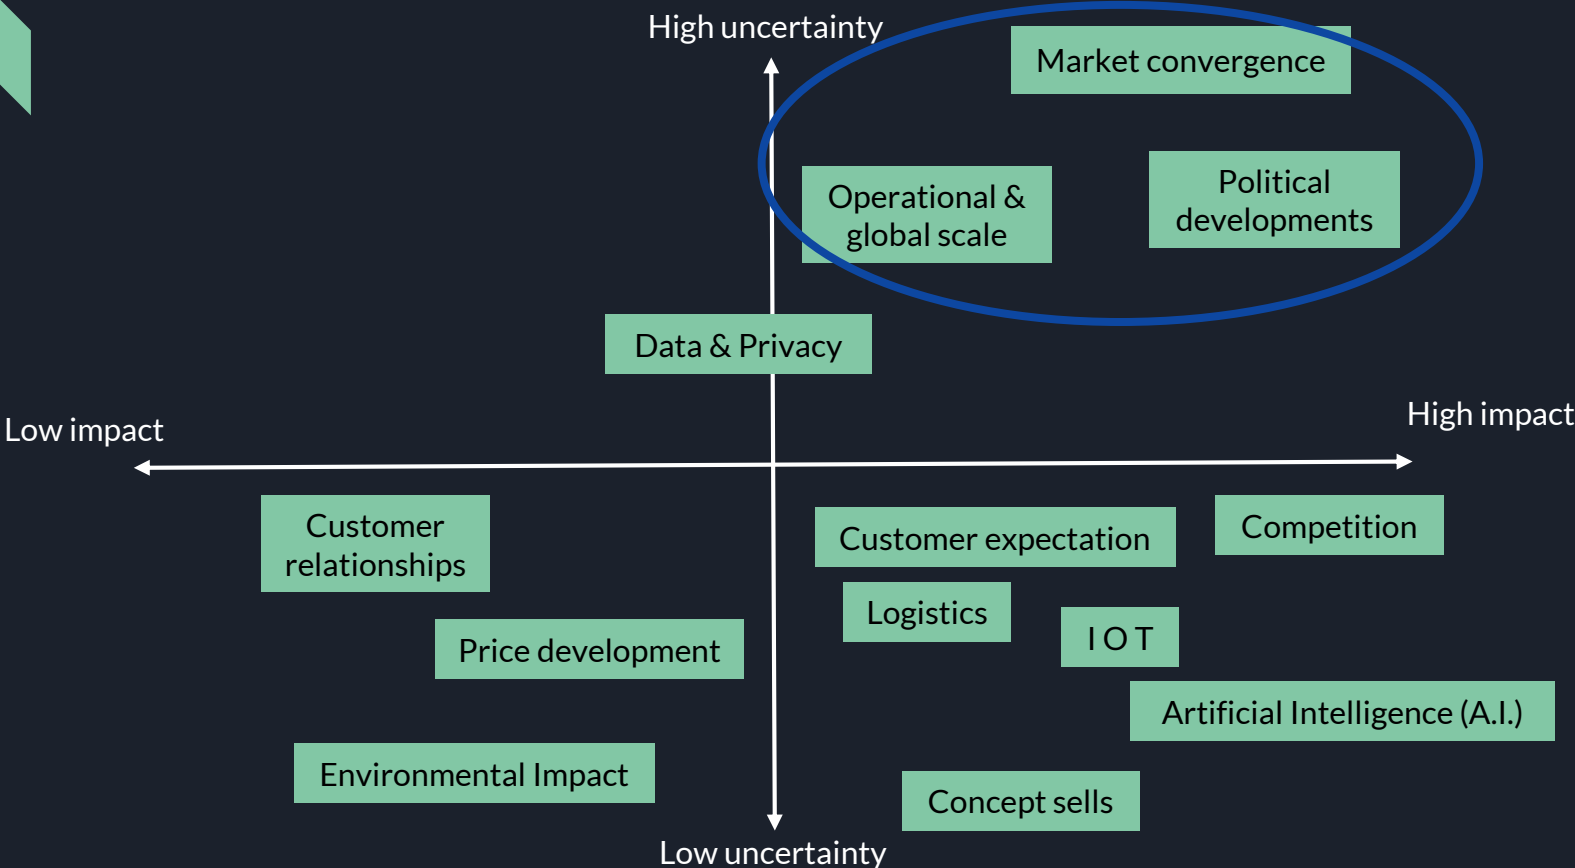 High uncertainty
Market convergence
Political
developments
Operational &
global scale
Data & Privacy
Low impact
High impact
Customer
relationships
Customer expectation
Competition
Logistics
I O T
Price development
Artificial Intelligence (A.I.)
Environmental Impact
Concept sells
Low uncertainty